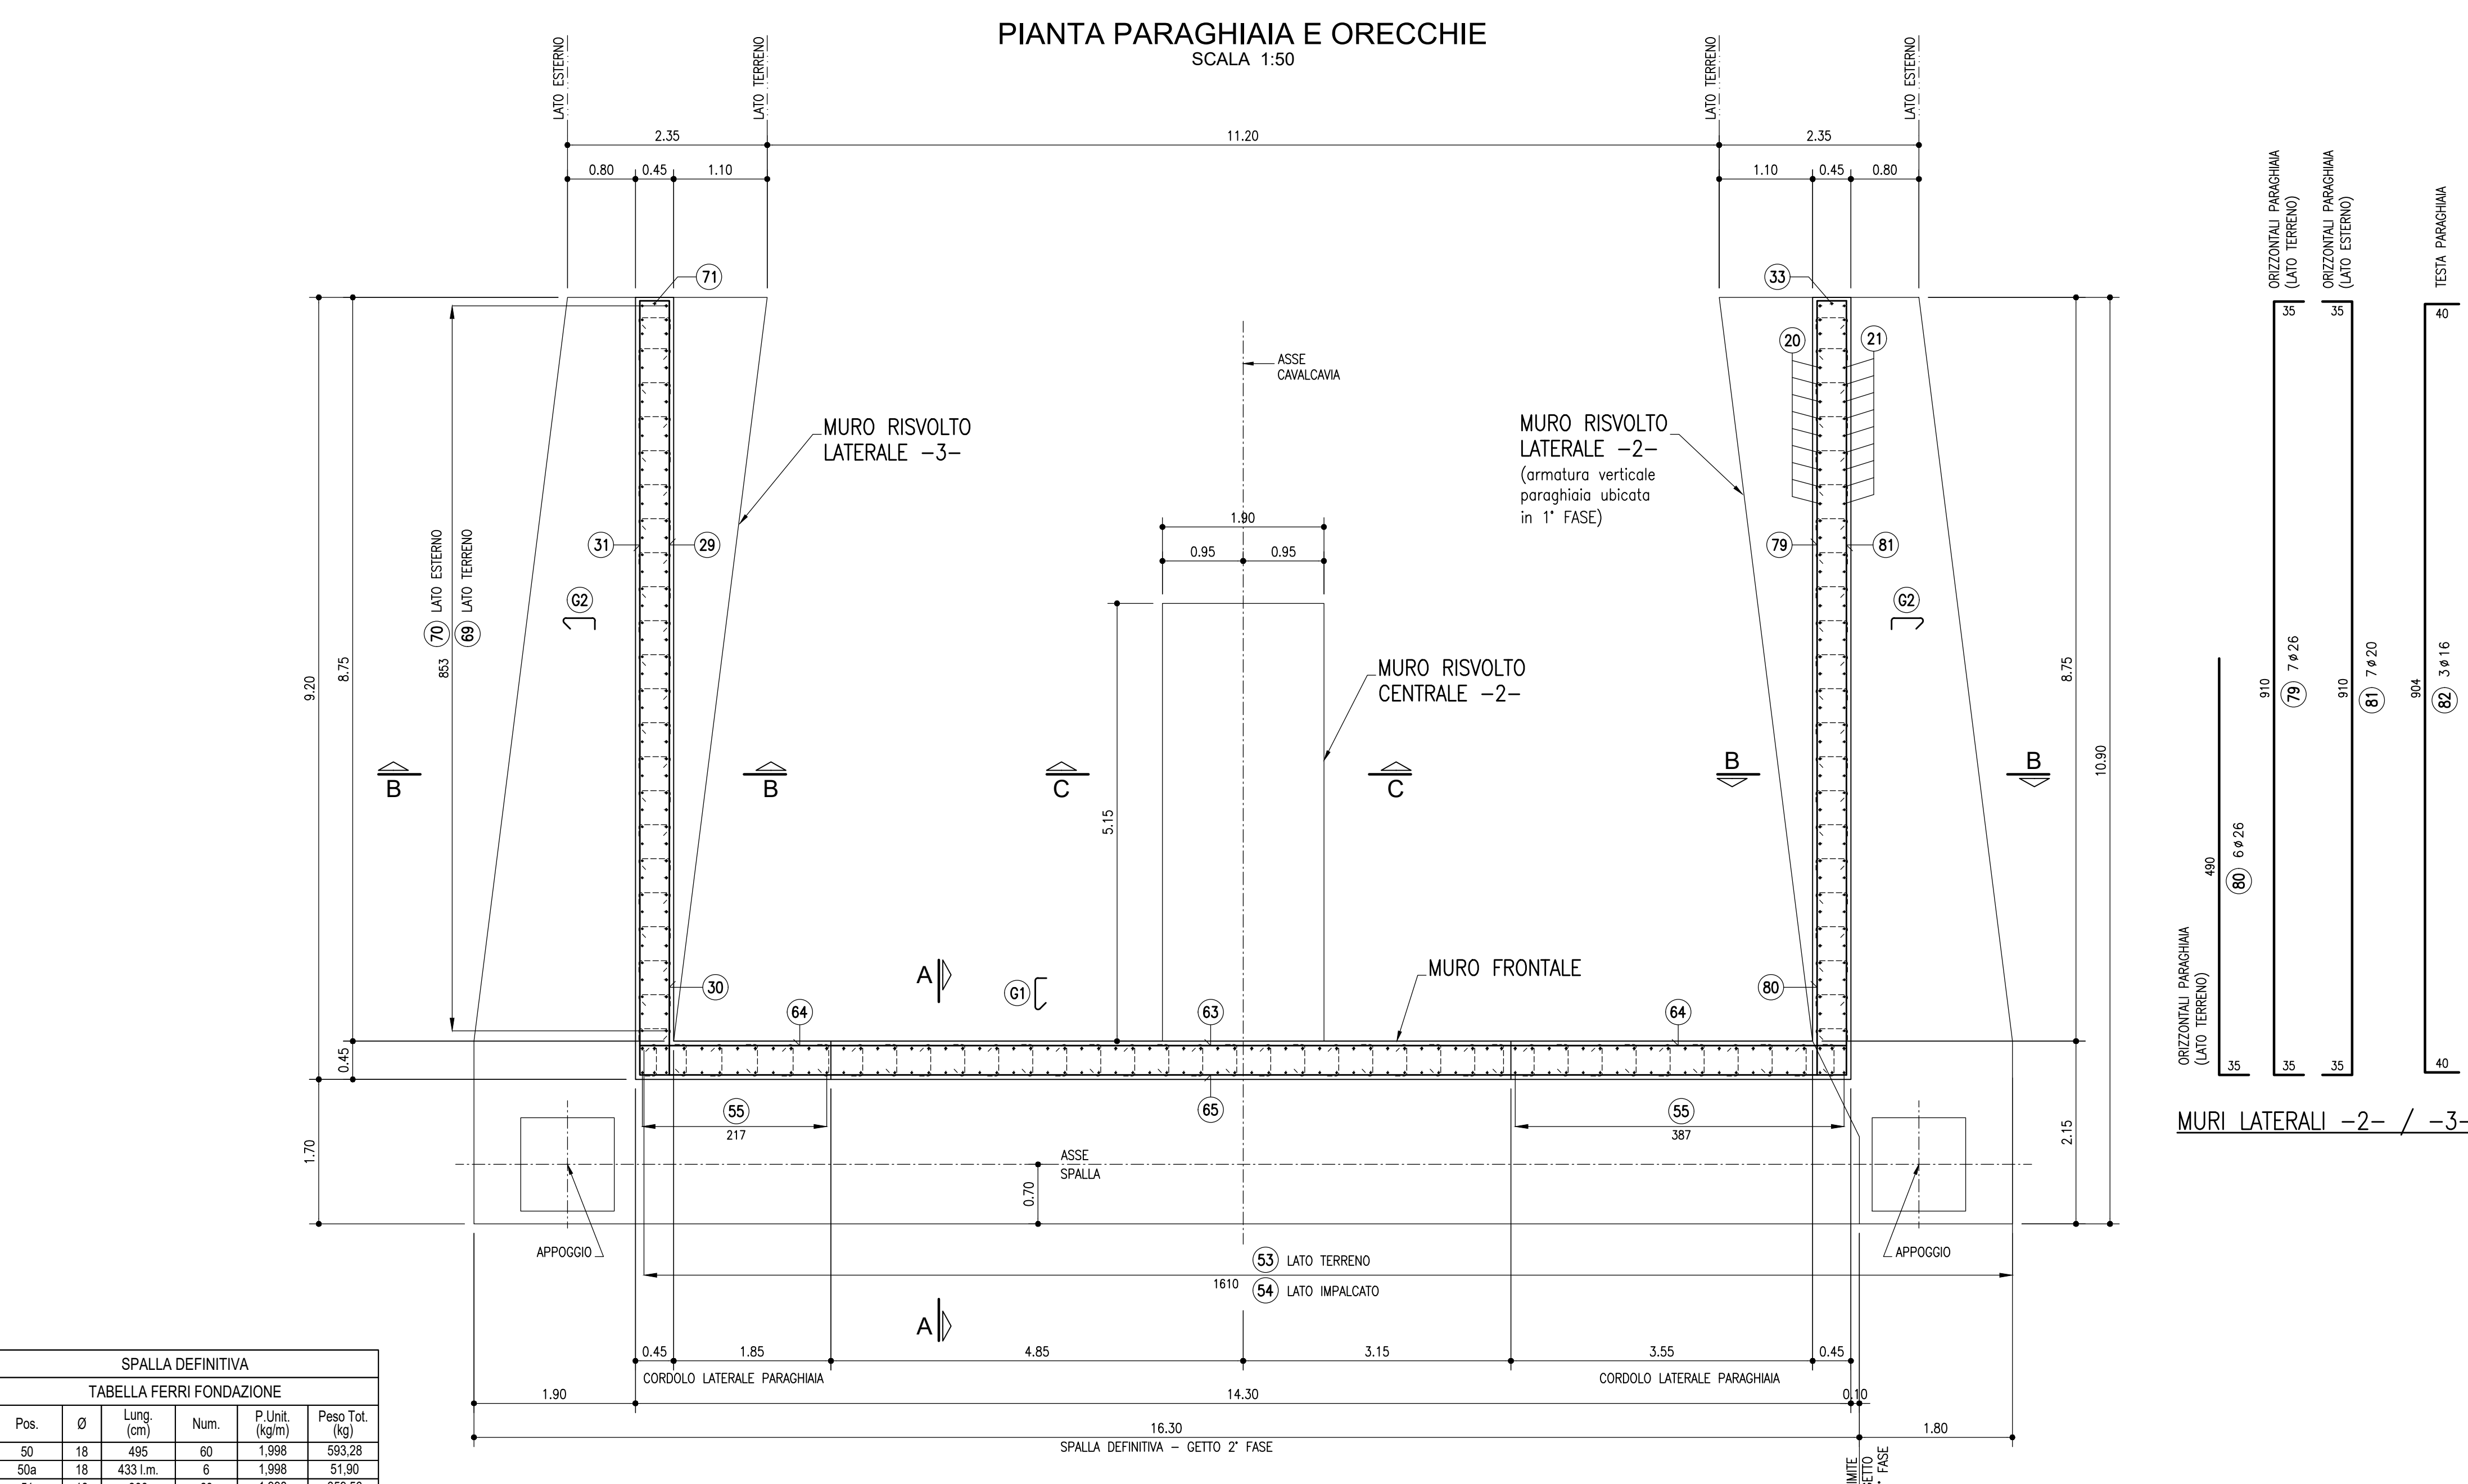 PIANTA PARAGHIAIA E ORECCHIE
SCALA 1:50
LATO ESTERNO
LATO TERRENO
LATO TERRENO
LATO ESTERNO
2.35
11.20
2.35
0.80
0.45
1.10
1.10
0.45
0.80
71
33
20
21
ASSE
CAVALCAVIA
MURO RISVOLTO
LATERALE -3-
MURO RISVOLTO
LATERALE -2-
(armatura verticale
paraghiaia ubicata
in 1° FASE)
1.90
0.95
0.95
31
29
79
81
G2
G2
70 LATO ESTERNO
69 LATO TERRENO
853
9.20
8.75
8.75
10.90
MURO RISVOLTO
CENTRALE -2-
B
B
C
C
B
B
5.15
A
G1
MURO FRONTALE
30
64
63
64
80
0.45
55
217
65
55
387
1.70
2.15
ASSE
SPALLA
0.70
APPOGGIO
APPOGGIO
53 LATO TERRENO
1610
54 LATO IMPALCATO
A
0.45
1.85
4.85
3.15
3.55
0.45
CORDOLO LATERALE PARAGHIAIA
CORDOLO LATERALE PARAGHIAIA
1.90
14.30
0.10
16.30
1.80
SPALLA DEFINITIVA - GETTO 2° FASE
ORIZZONTALI PARAGHIAIA
(LATO TERRENO)
ORIZZONTALI PARAGHIAIA
(LATO ESTERNO)
TESTA PARAGHIAIA
35
35
40
910
79 7ø26
910
81 7ø20
904
82 3ø16
490
80 6ø26
ORIZZONTALI PARAGHIAIA
(LATO TERRENO)
35
35
35
40
MURI LATERALI -2- / -3-
SPALLA DEFINITIVA
TABELLA FERRI FONDAZIONE
Pos. Ø Lung. (cm) Num. P.Unit. (kg/m) Peso Tot. (kg)
50 18 495 60 1,998 593,28
50a 18 433 l.m. 6 1,998 51,90